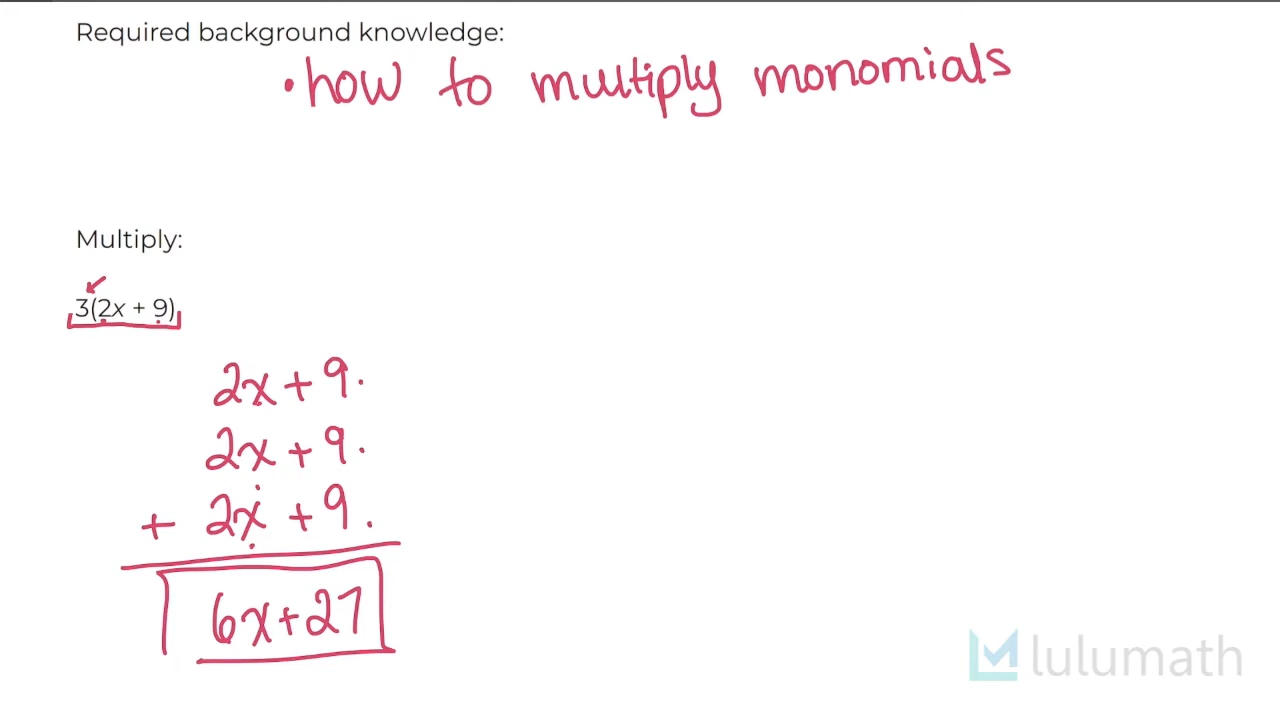 Required background knowledge:
• how to multiply monomials
Multiply:
3(2x + 9)
2x + 9
2x + 9
+ 2x + 9
6x + 27
lulumath